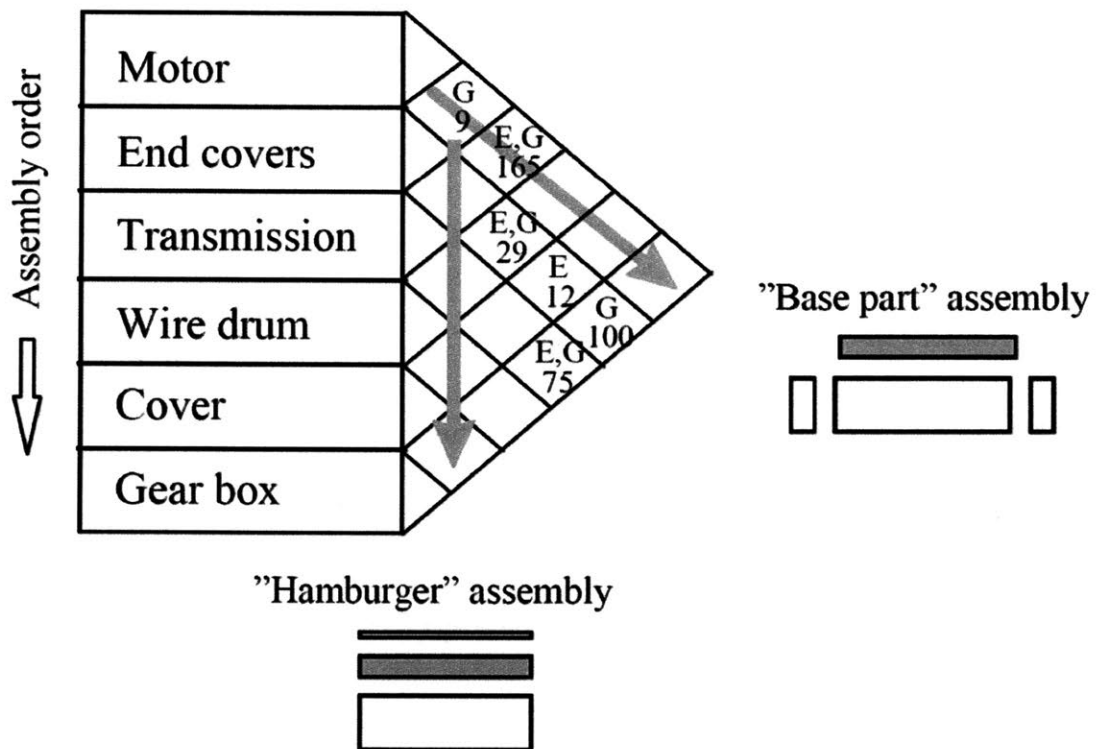 Assembly order
Motor
End covers
Transmission
Wire drum
Cover
Gear box
G
9
E,G
165
E,G
29
E
12
G
100
E,G
75
”Base part” assembly
”Hamburger” assembly